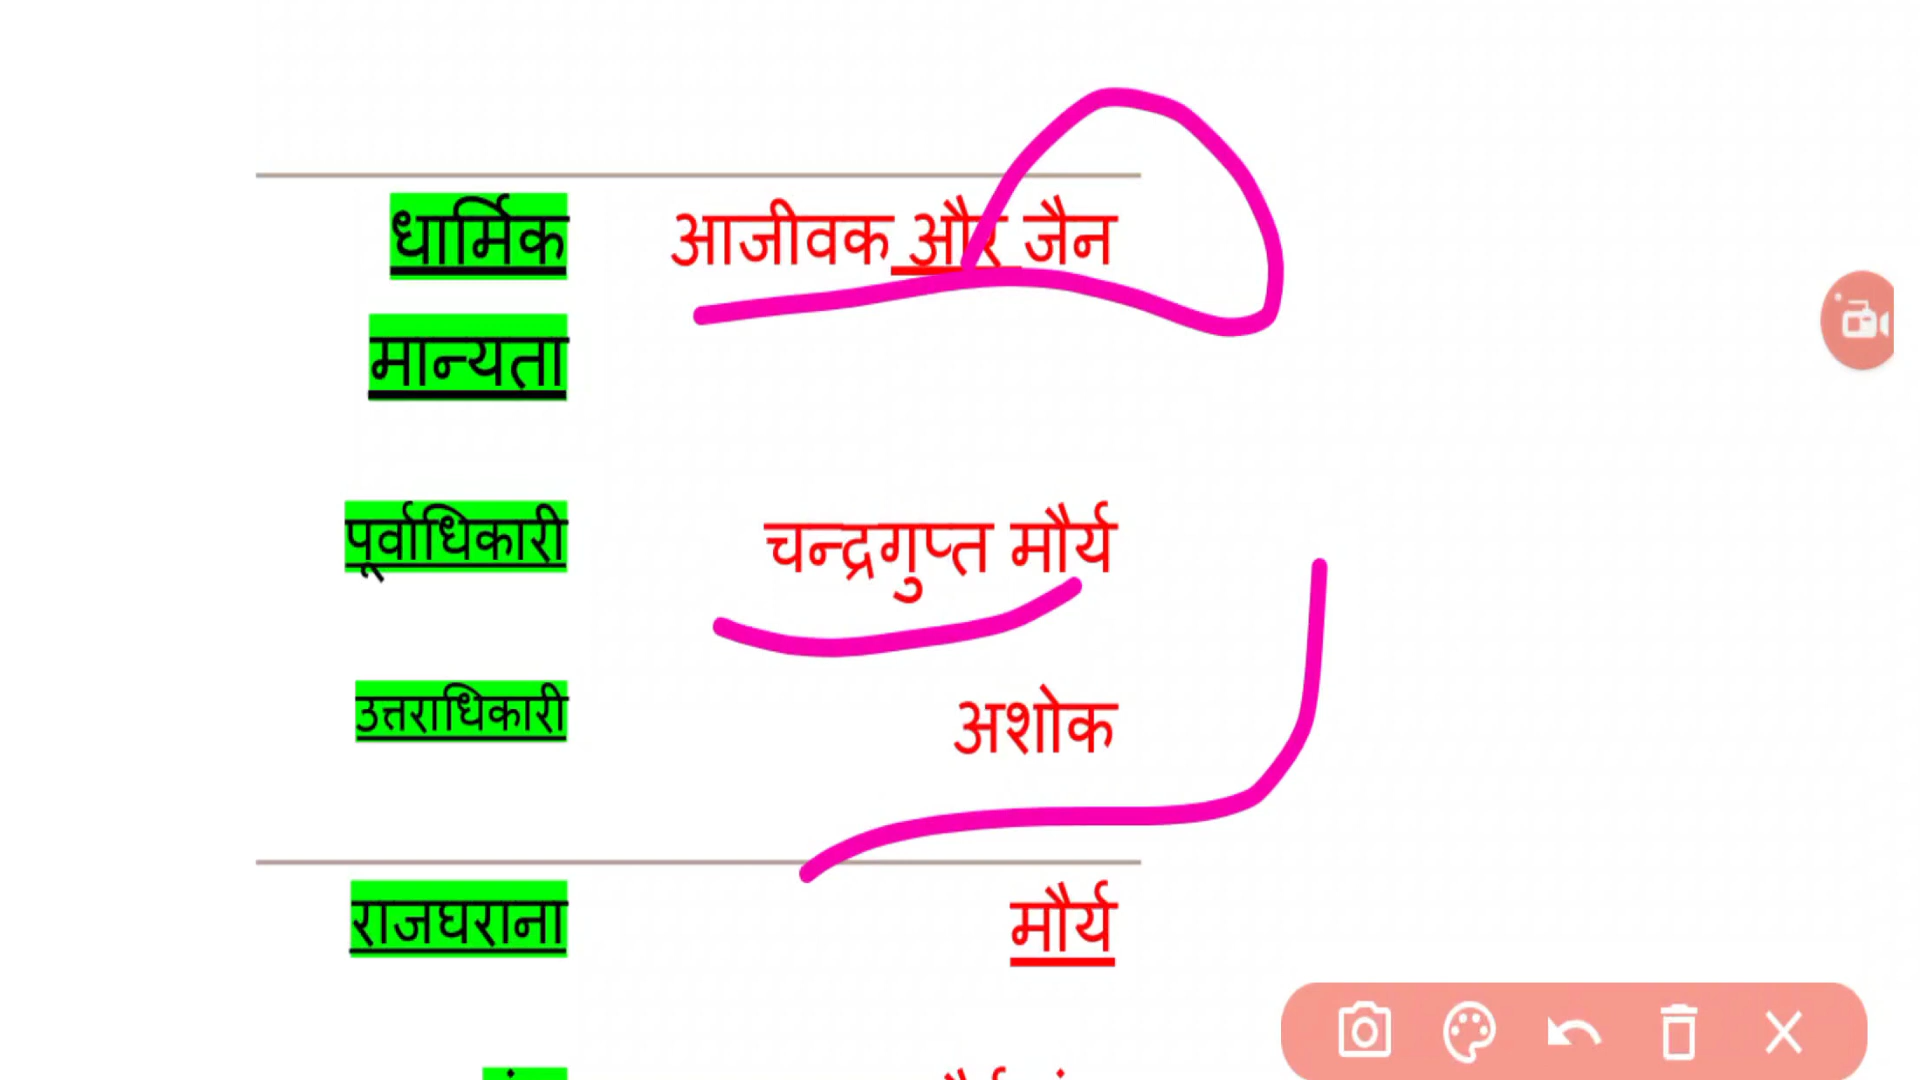 धार्मिक आजीवक और जैन
मान्यता
पूर्वाधिकारी चन्द्रगुप्त मौर्य
उत्तराधिकारी अशोक
राजघराना मौर्य